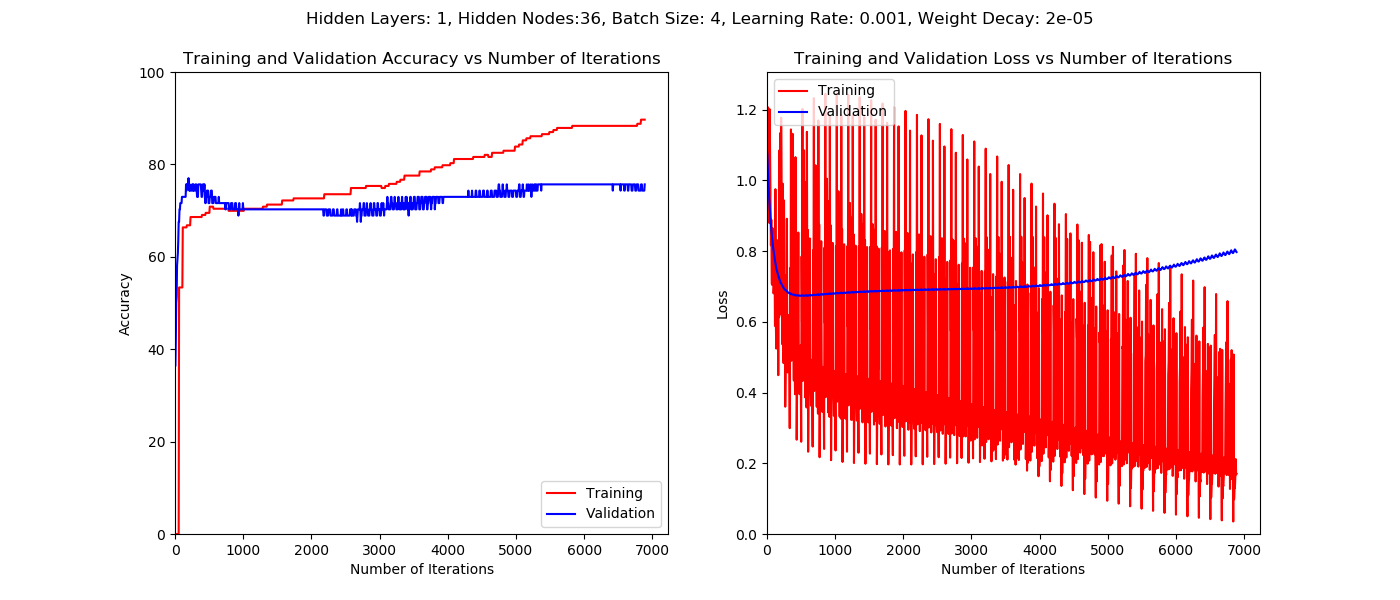 Hidden Layers: 1, Hidden Nodes:36, Batch Size: 4, Learning Rate: 0.001, Weight Decay: 2e-05
Training and Validation Accuracy vs Number of Iterations
100
80
60
40
20
0
Accuracy
0 1000 2000 3000 4000 5000 6000 7000
Number of Iterations
Training
Validation
Training and Validation Loss vs Number of Iterations
Training
Validation
1.2
1.0
0.8
0.6
0.4
0.2
0.0
Loss
0 1000 2000 3000 4000 5000 6000 7000
Number of Iterations